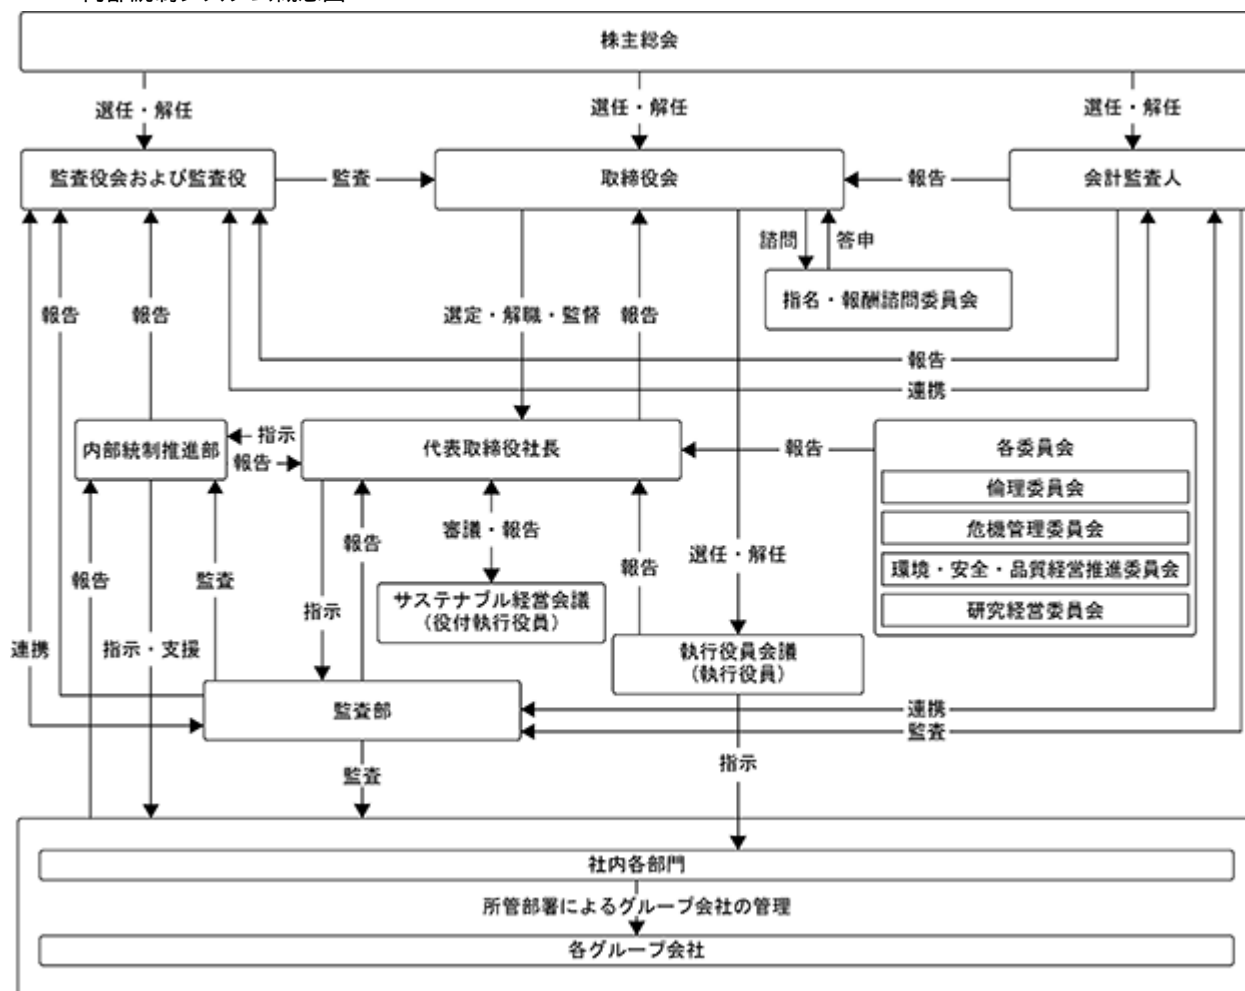 株主総会
選任・解任
選任・解任
選任・解任
監査役会および監査役
監査
取締役会
報告
会計監査人
諮問
答申
指名・報酬諮問委員会
報告
報告
選定・解職・監督
報告
報告
連携
内部統制推進部
指示
報告
代表取締役社長
報告
各委員会
倫理委員会
危機管理委員会
環境・安全・品質経営推進委員会
研究経営委員会
報告
監査
報告
審議・報告
報告
選任・解任
指示
サステナブル経営会議
(役付執行役員)
連携
指示・支援
執行役員会議
(執行役員)
監査部
連携
監査
監査
指示
社内各部門
所管部署によるグループ会社の管理
各グループ会社